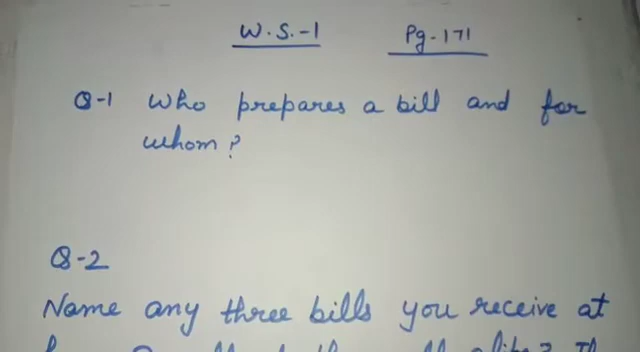 W.S.-1 Pg-171
Q-1 Who prepares a bill and for
whom?
Q-2
Name any three bills you receive at